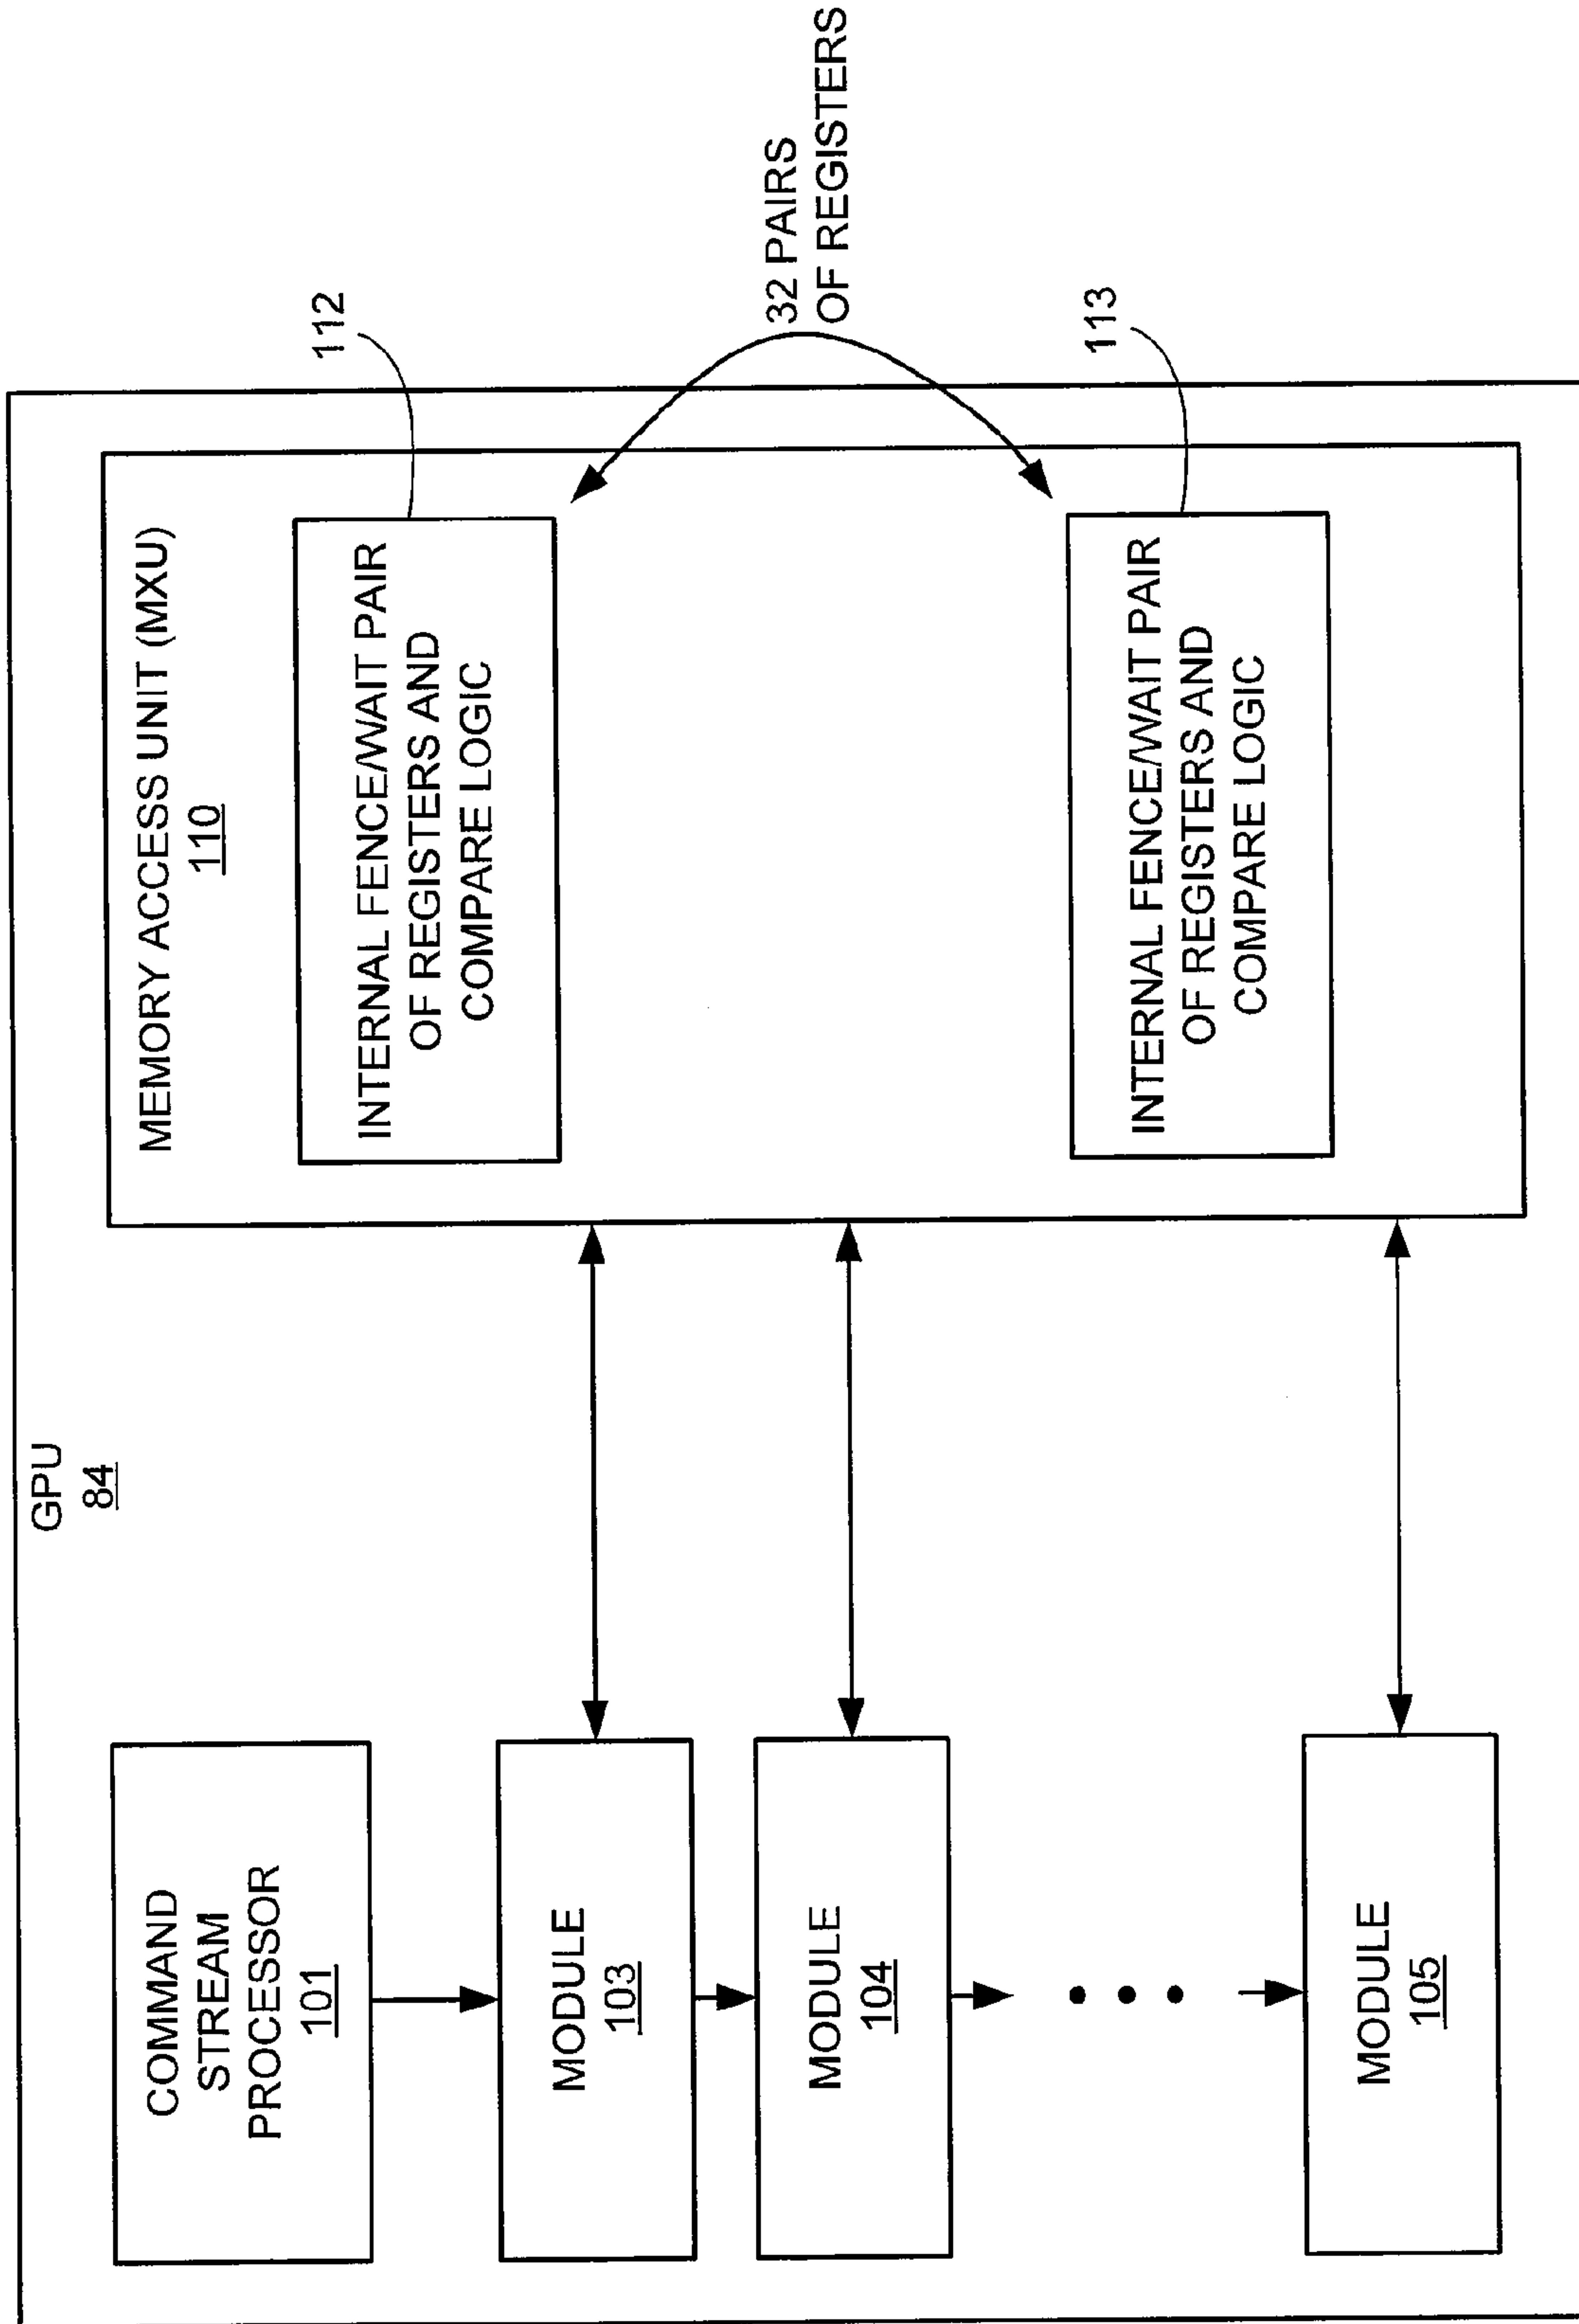 GPU
84
COMMAND
STREAM
PROCESSOR
101
MODULE
103
MODULE
104
MODULE
105
MEMORY ACCESS UNIT (MXU)
110
INTERNAL FENCE/WAIT PAIR
OF REGISTERS AND
COMPARE LOGIC
112
32 PAIRS
OF REGISTERS
INTERNAL FENCE/WAIT PAIR
OF REGISTERS AND
COMPARE LOGIC
113